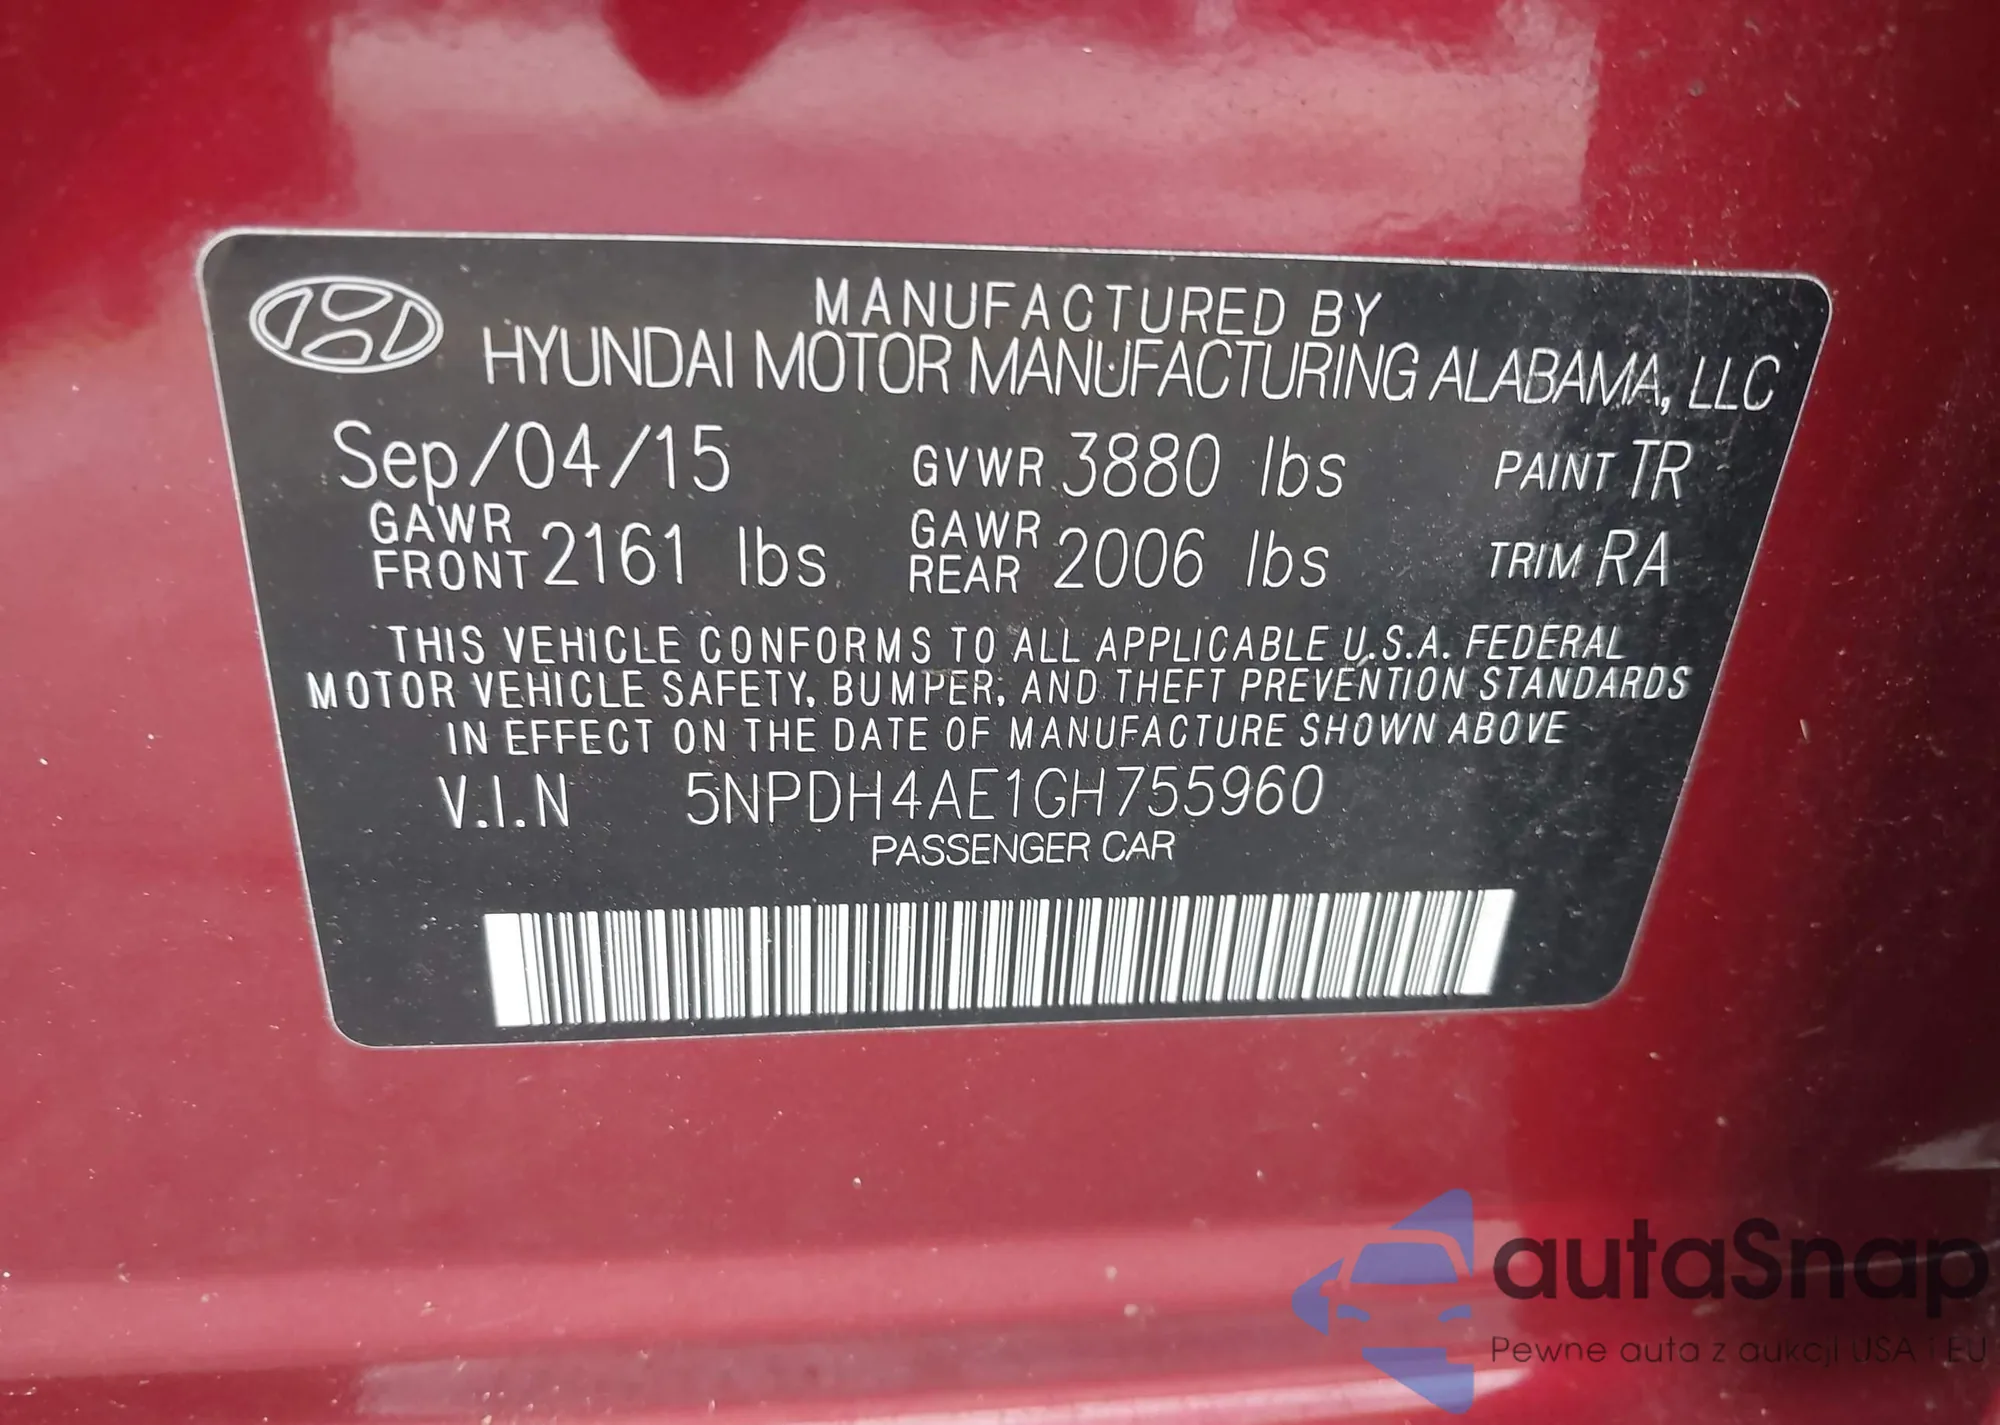 MANUFACTURED BY
HYUNDAI MOTOR MANUFACTURING ALABAMA, LLC
Sep/04/15 GVWR 3880 lbs PAINT TR
GAWR FRONT 2161 lbs GAWR REAR 2006 lbs TRIM RA
THIS VEHICLE CONFORMS TO ALL APPLICABLE U.S.A. FEDERAL
MOTOR VEHICLE SAFETY, BUMPER, AND THEFT PREVENTION STANDARDS
IN EFFECT ON THE DATE OF MANUFACTURE SHOWN ABOVE
V.I.N 5NPDH4AE1GH755960
PASSENGER CAR
autaSnap
Pewne auta z aukcji USA i EU